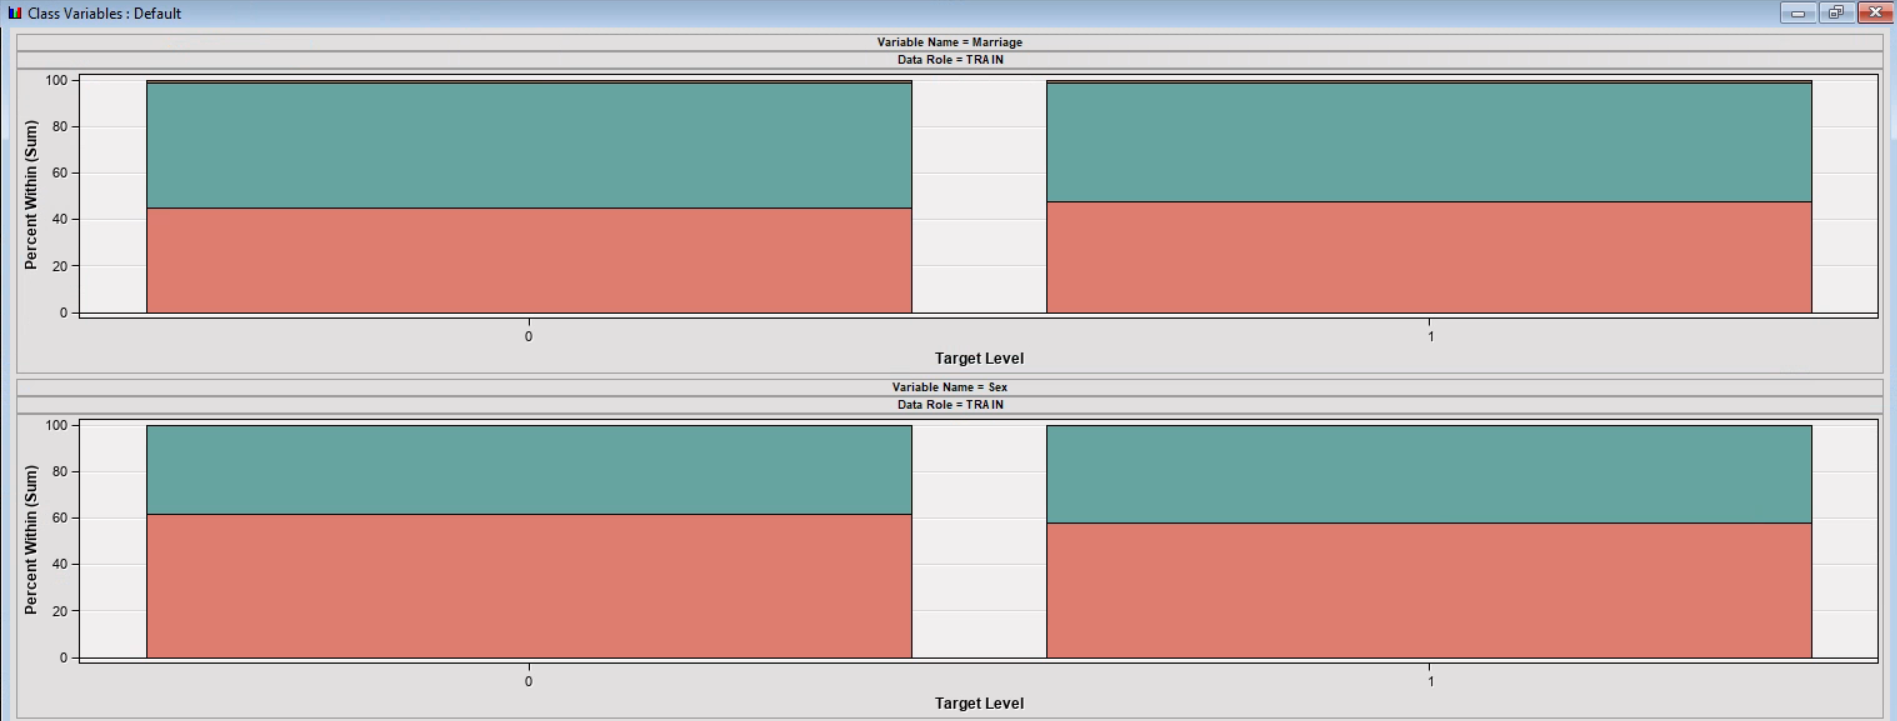 Class Variables : Default
Variable Name = Marriage
Data Role = TRAIN
Percent Within (Sum)
100
80
60
40
20
0
0
1
Target Level
Variable Name = Sex
Data Role = TRAIN
Percent Within (Sum)
100
80
60
40
20
0
0
1
Target Level